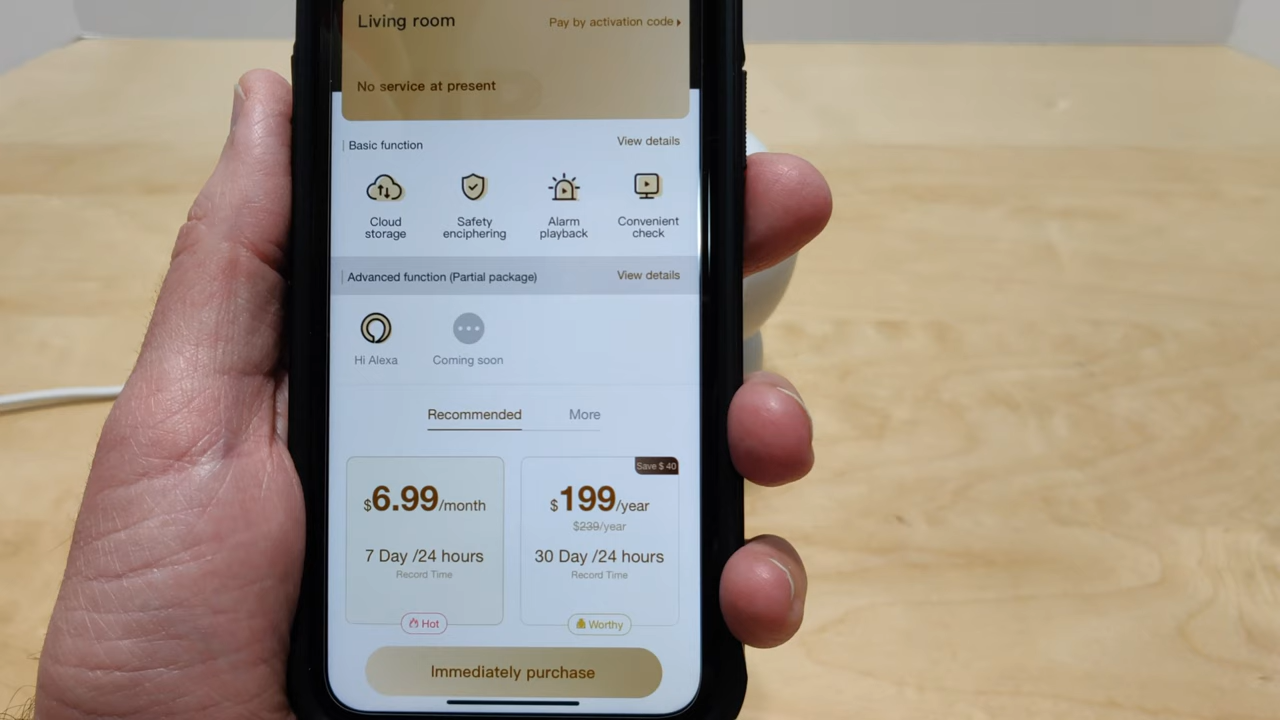 Living room
Pay by activation code
No service at present
Basic function
View details
Cloud storage
Safety enciphering
Alarm playback
Convenient check
Advanced function (Partial package)
View details
Hi Alexa
Coming soon
Recommended
More
Save $ 40
$6.99/month
$199/year
$239/year
7 Day /24 hours
30 Day /24 hours
Record Time
Record Time
Hot
Worthy
Immediately purchase